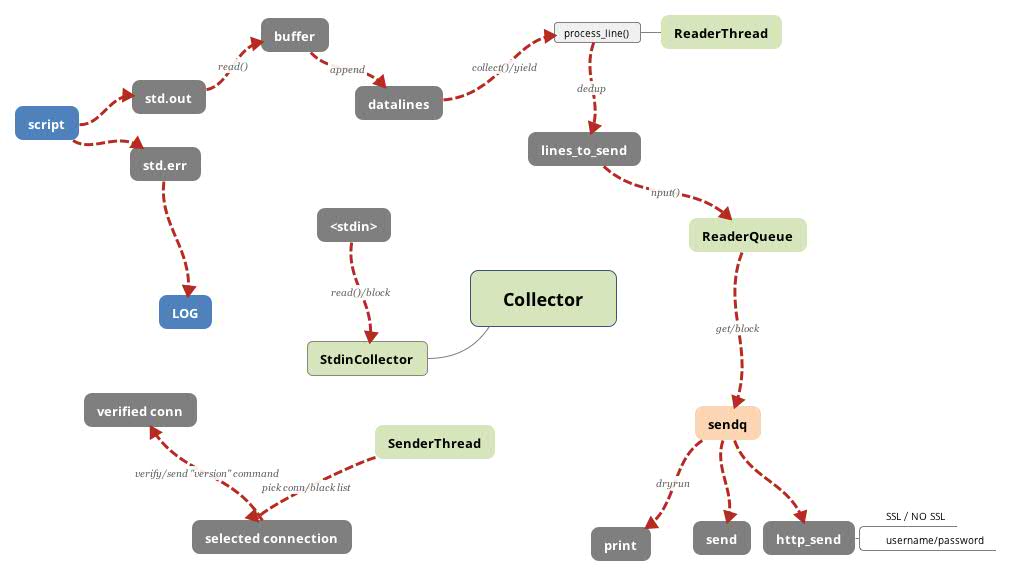 buffer
process_line()
ReaderThread
read()
append
collect()/yield
dedup
std.out
datalines
script
std.err
lines_to_send
nput()
<stdin>
ReaderQueue
read()/block
Collector
LOG
get/block
StdinCollector
verified conn
sendq
SenderThread
verify/send "version" command
pick conn/black list
dryrun
SSL / NO SSL
selected connection
print
send
http_send
username/password